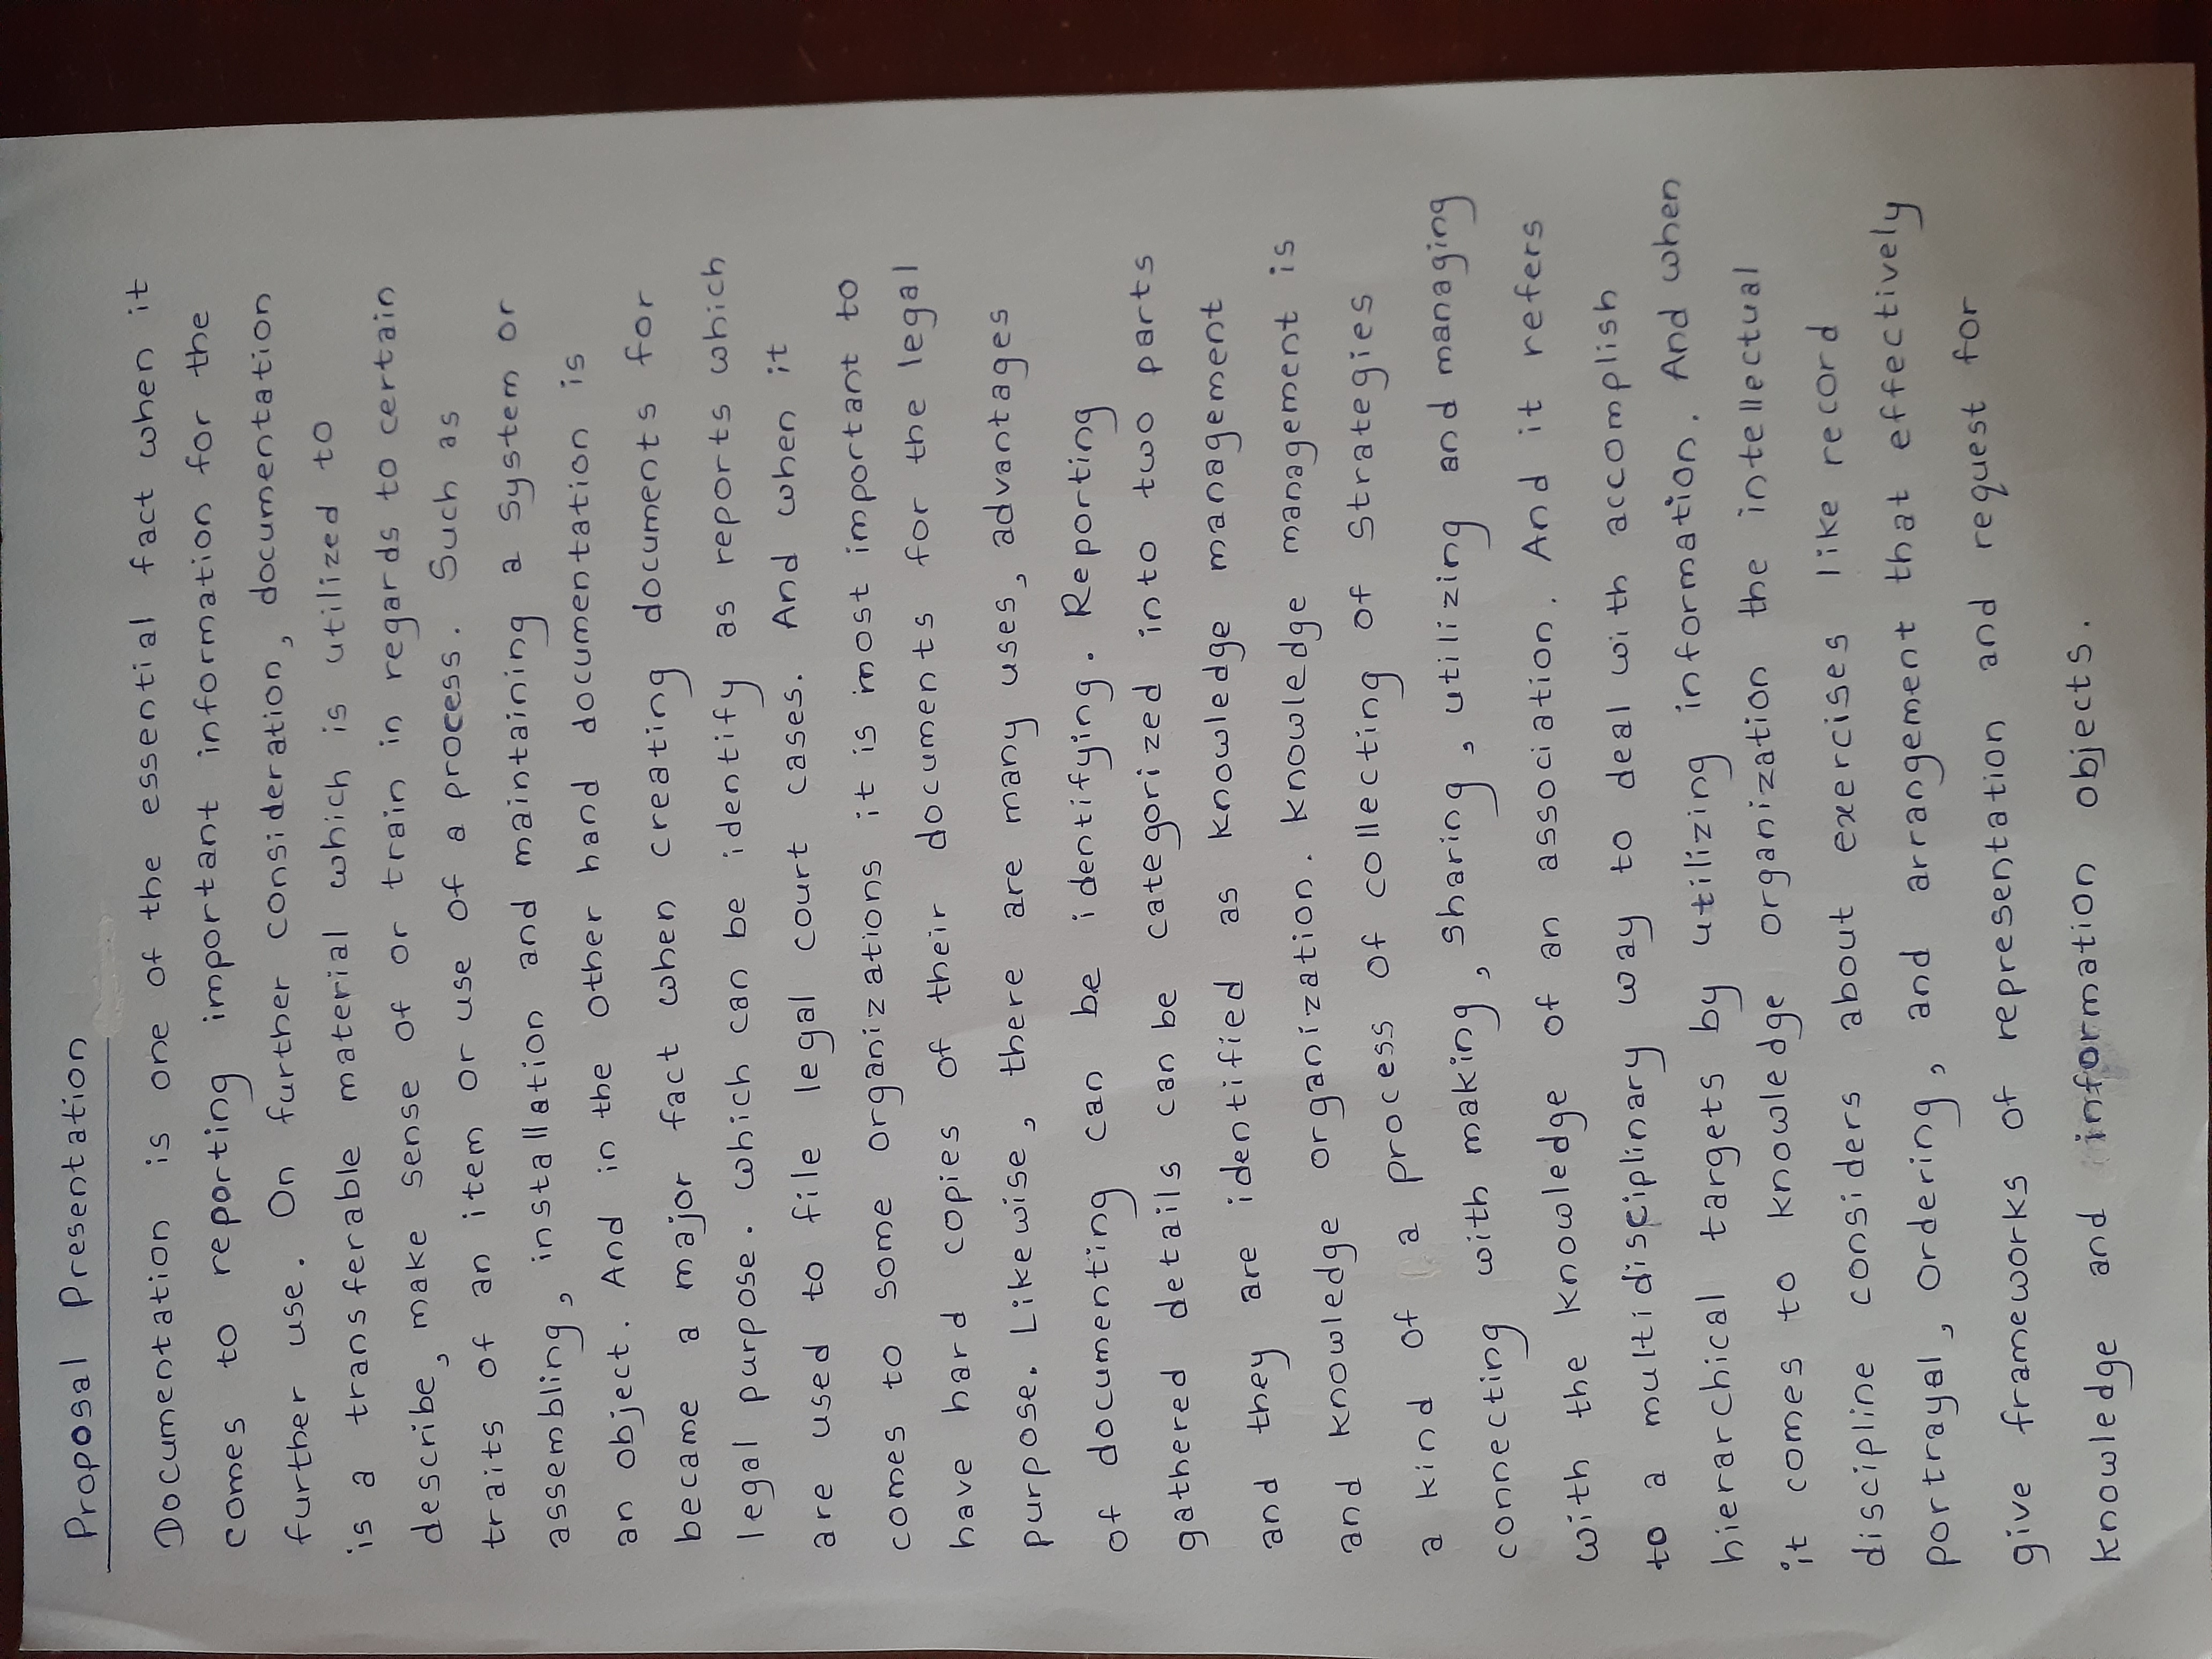 Proposal Presentation
Documentation is one of the essential fact when it
comes to reporting important information for the
further use. On further consideration, documentation
is a transferable material which is utilized to
describe, make sense of or train in regards to certain
traits of an item or use of a process. Such as
assembling, installation and maintaining a system or
an object. And in the other hand documentation is
became a major fact when creating documents for
legal purpose. which can be identify as reports which
are used to file legal court cases. And when it
comes to some organizations it is most important to
have hard copies of their documents for the legal
purpose. Likewise, there are many uses, advantages
of documenting can be identifying. Reporting
gathered details can be categorized into two parts
and they are identified as knowledge management
and knowledge organization. Knowledge management is
a kind of a process of collecting of strategies
connecting with making, sharing, utilizing and managing
with the knowledge of an association. And it refers
to a multidisciplinary way to deal with accomplish
hierarchical targets by utilizing information. And when
it comes to knowledge organization the intellectual
discipline considers about exercises like record
portrayal, ordering, and arrangement that effectively
give frameworks of representation and request for
knowledge and information objects.